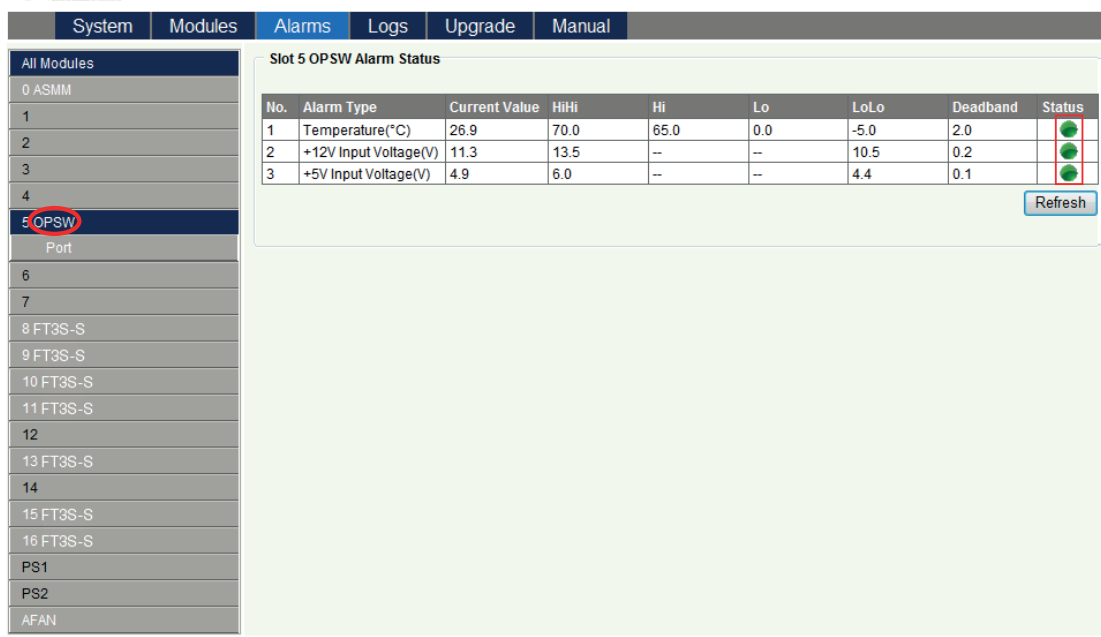 System Modules Alarms Logs Upgrade Manual
All Modules
0 ASMM
1
2
3
4
5 OPSW
Port
6
7
8 FT3S-S
9 FT3S-S
10 FT3S-S
11 FT3S-S
12
13 FT3S-S
14
15 FT3S-S
16 FT3S-S
PS1
PS2
AFAN
Slot 5 OPSW Alarm Status
No. Alarm Type Current Value HiHi Hi Lo LoLo Deadband Status
1 Temperature(°C) 26.9 70.0 65.0 0.0 -5.0 2.0
2 +12V Input Voltage(V) 11.3 13.5 -- -- 10.5 0.2
3 +5V Input Voltage(V) 4.9 6.0 -- -- 4.4 0.1
Refresh